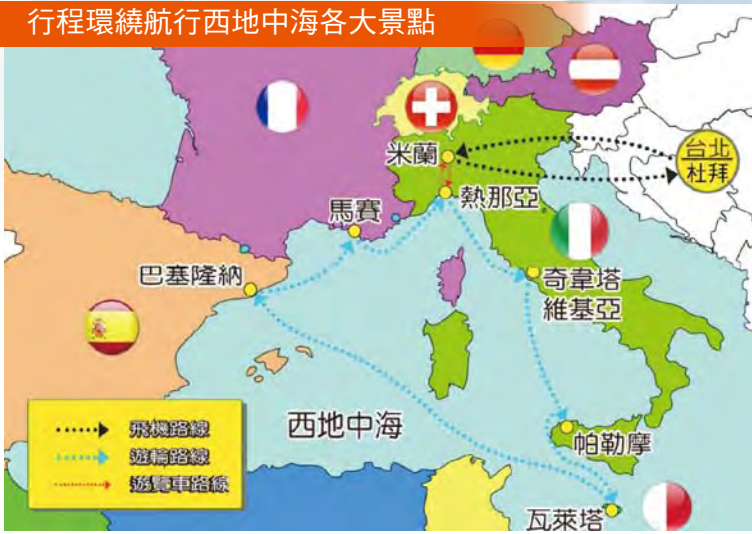 行程環繞航行西地中海各大景點
米蘭
台北
杜拜
熱那亞
馬賽
巴塞隆納
奇韋塔
維基亞
飛機路線
遊輪路線
遊覽車路線
西地中海
帕勒摩
瓦萊塔